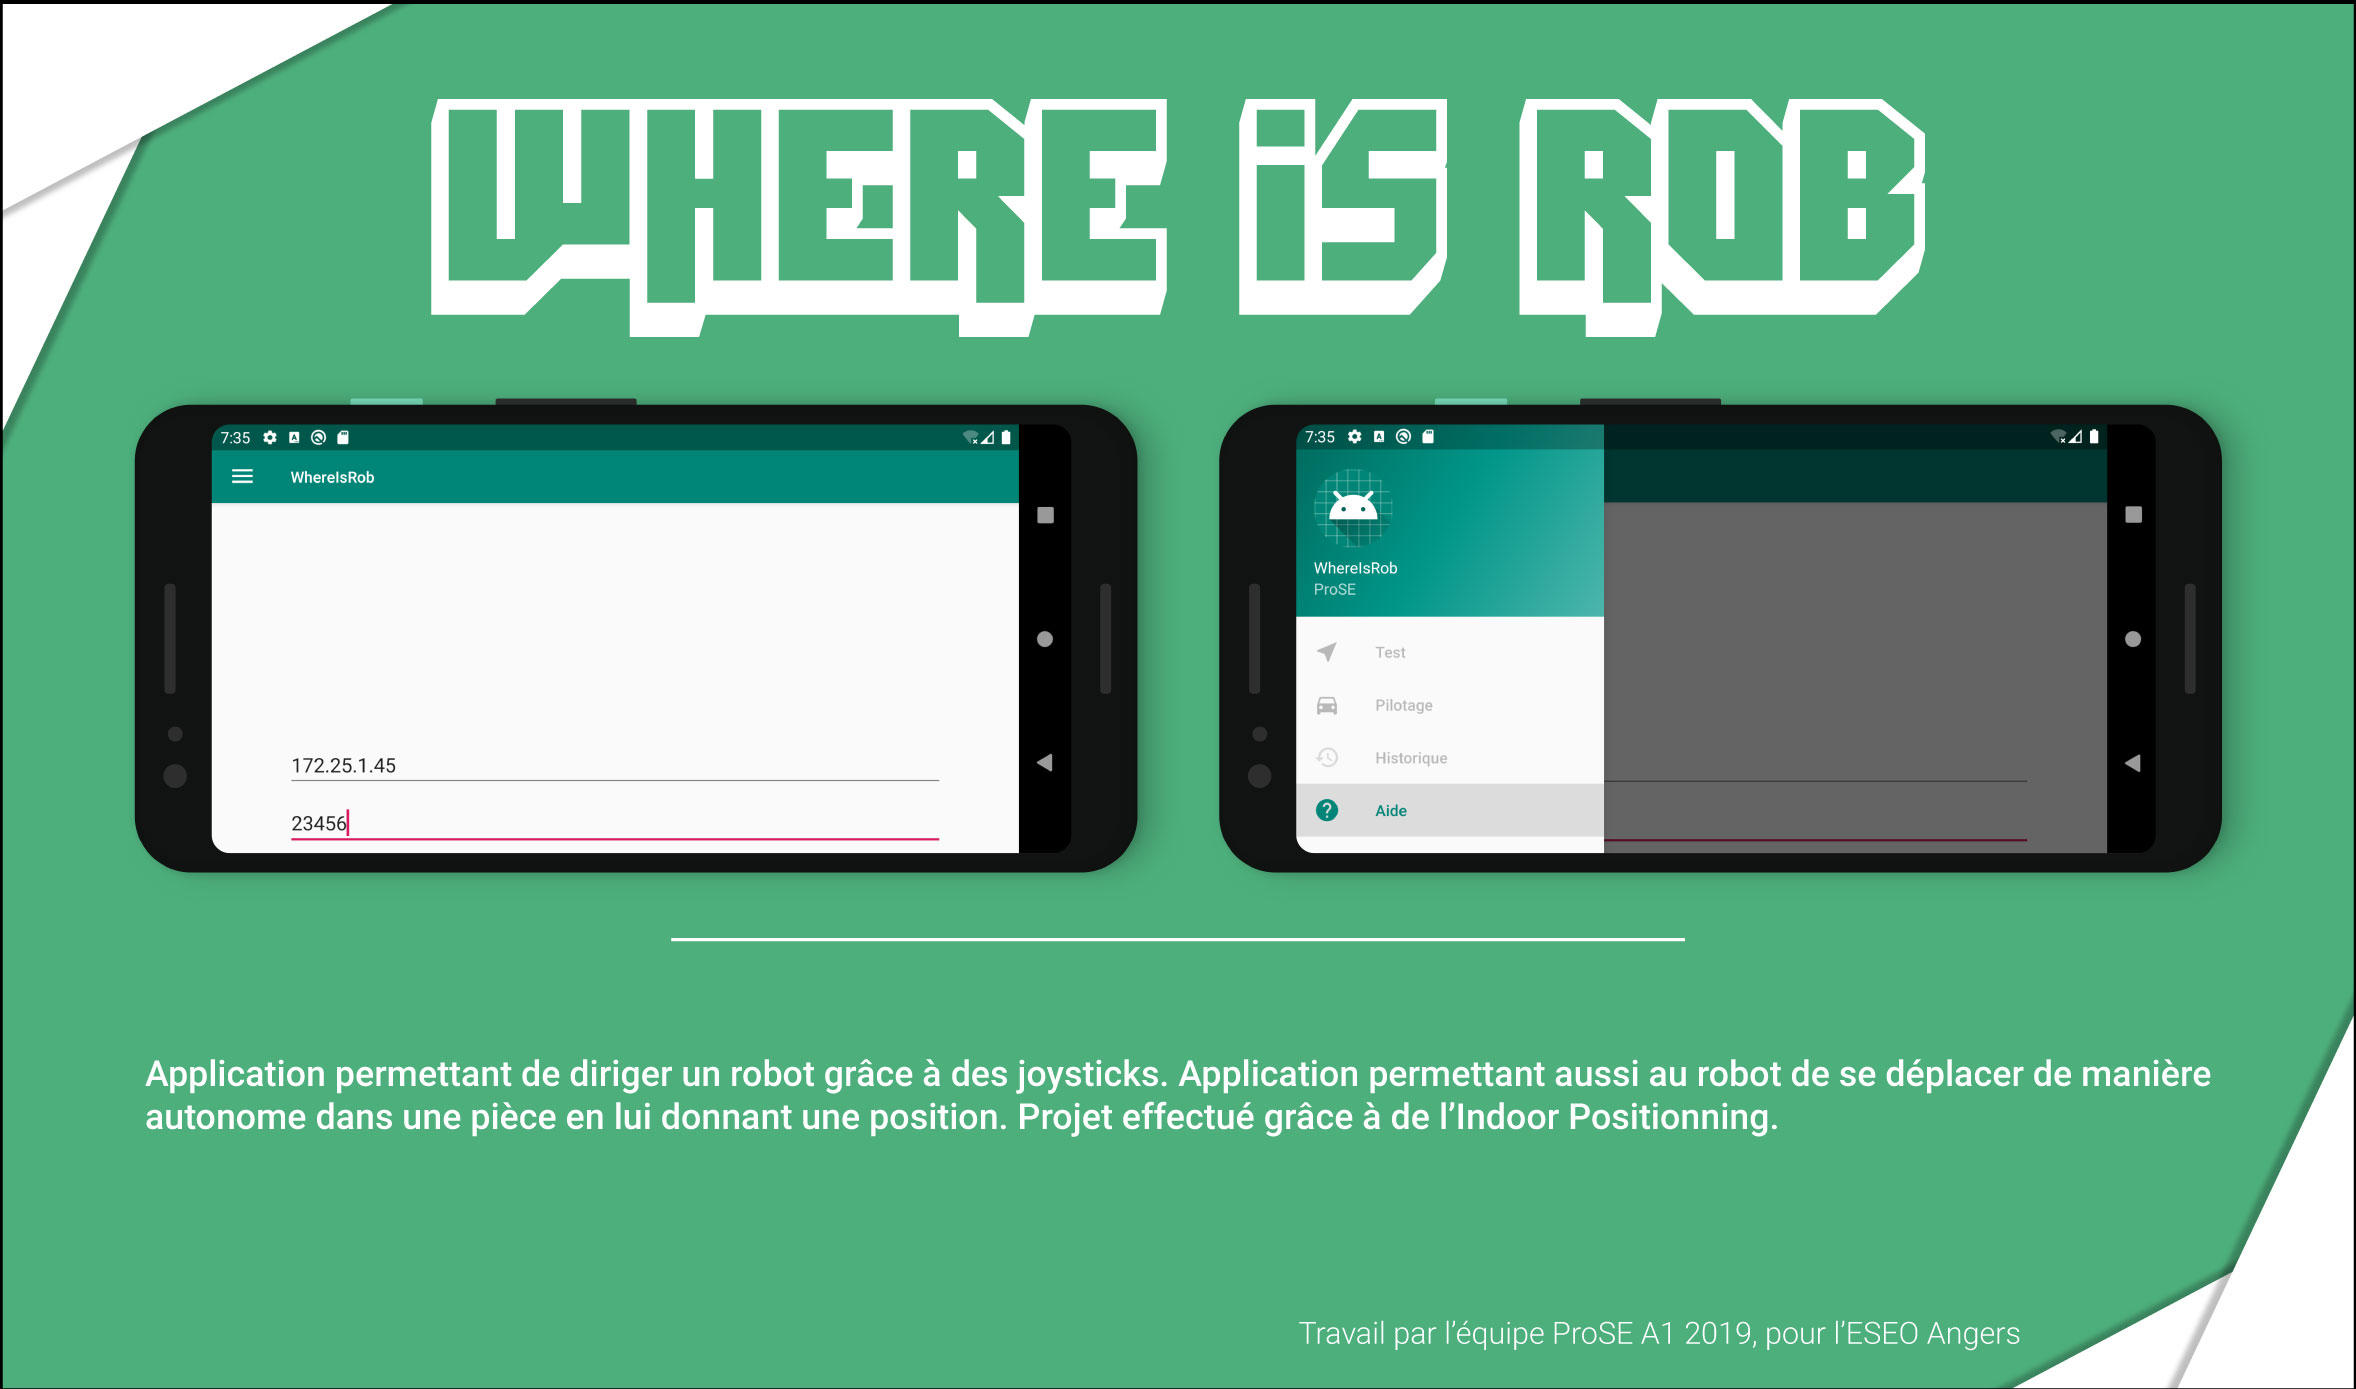 WHERE iS ROB
7:35
WhereIsRob
172.25.1.45
23456
7:35
WhereIsRob
ProSE
Test
Pilotage
Historique
Aide
Application permettant de diriger un robot grâce à des joysticks. Application permettant aussi au robot de se déplacer de manière
autonome dans une pièce en lui donnant une position. Projet effectué grâce à de l’Indoor Positionning.
Travail par l’équipe ProSE A1 2019, pour l’ESEO Angers